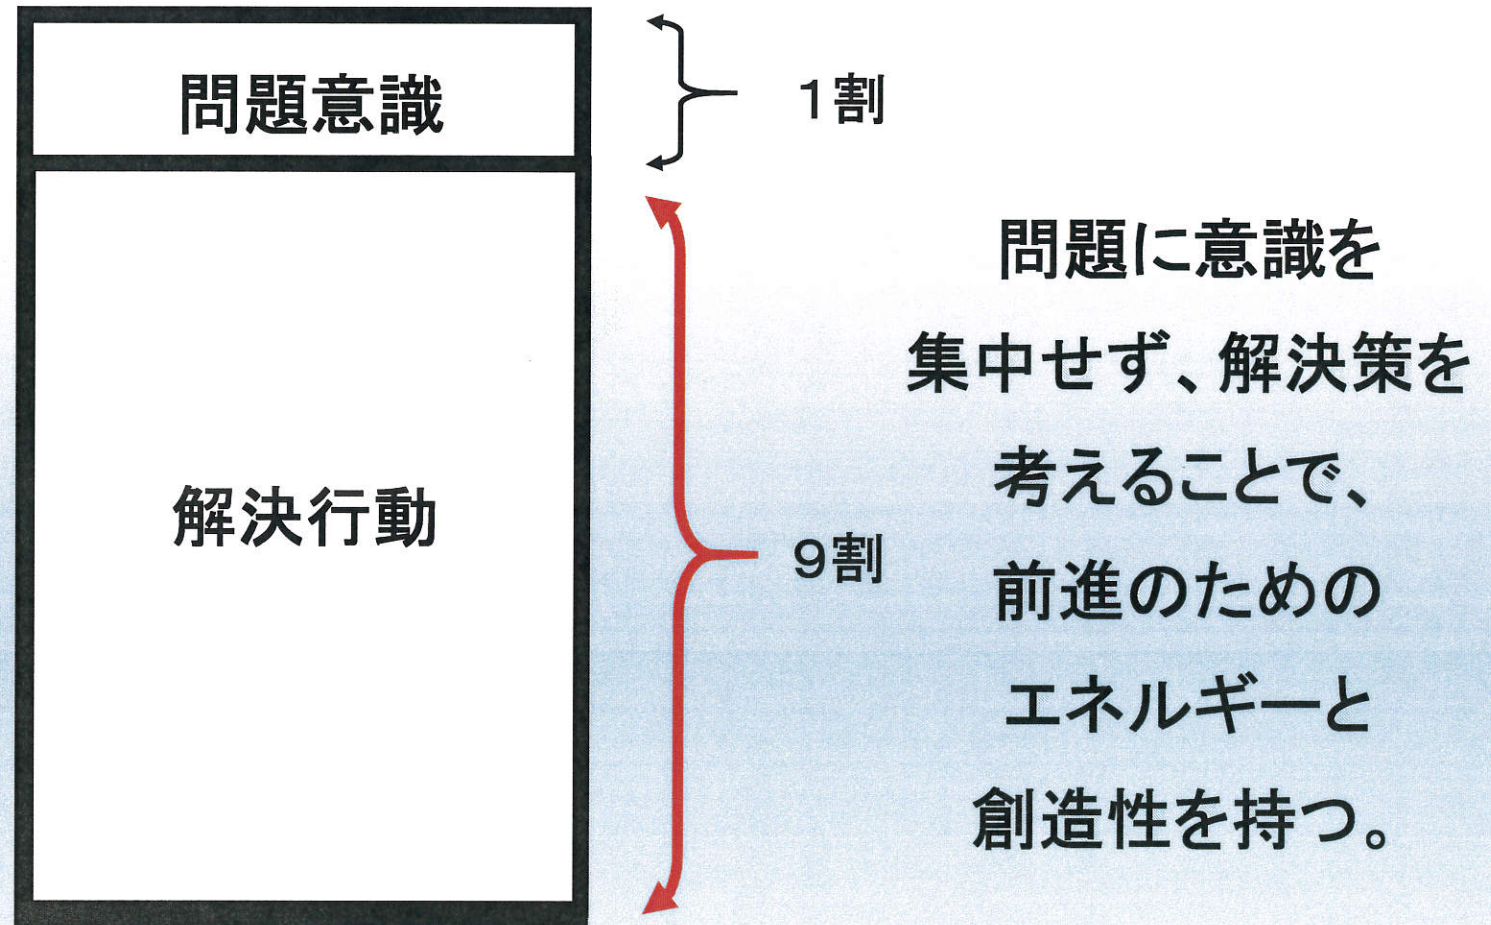 問題意識
1割
解決行動
9割
問題に意識を
集中せず、解決策を
考えることで、
前進のための
エネルギーと
創造性を持つ。